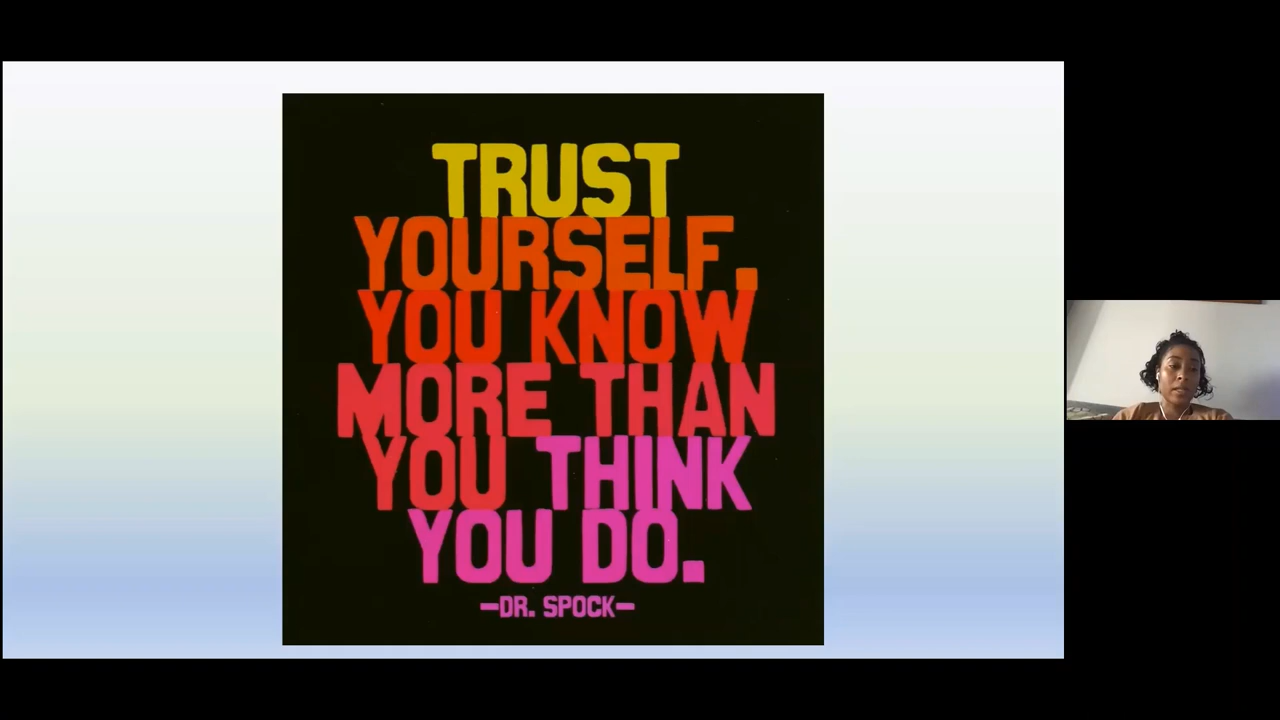 TRUST
YOURSELF.
YOU KNOW
MORE THAN
YOU THINK
YOU DO.
—DR. SPOCK—